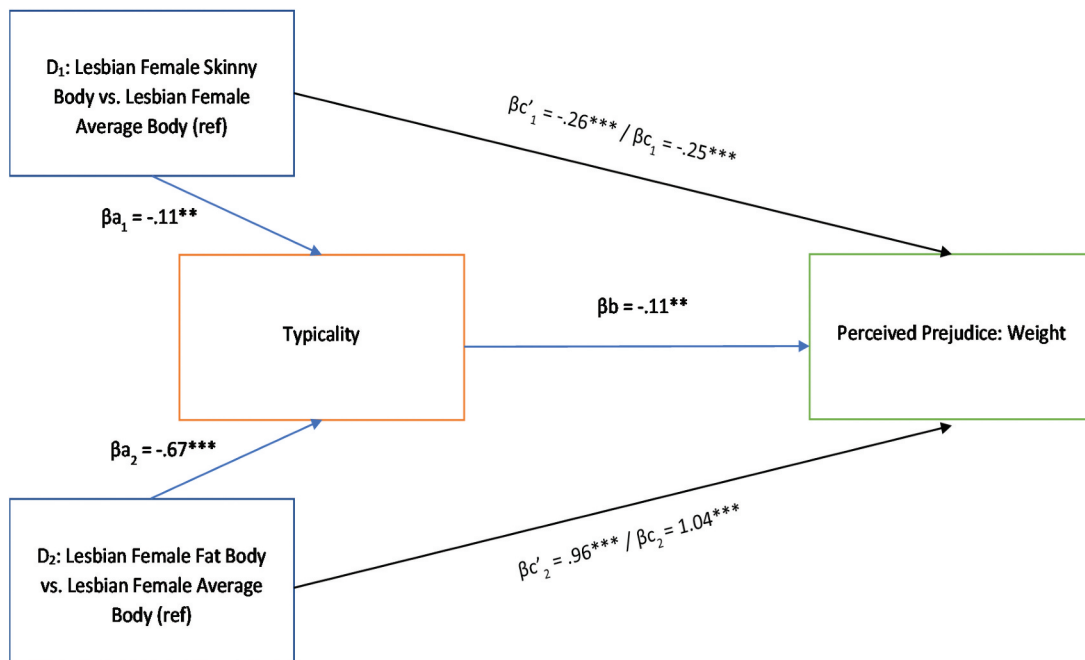 D₁: Lesbian Female Skinny
Body vs. Lesbian Female
Average Body (ref)
βc'₁ = -.26*** / βc₁ = -.25***
βa₁ = -.11**
Typicality
βb = -.11**
Perceived Prejudice: Weight
βa₂ = -.67***
D₂: Lesbian Female Fat Body
vs. Lesbian Female Average
Body (ref)
βc'₂ = .96*** / βc₂ = 1.04***